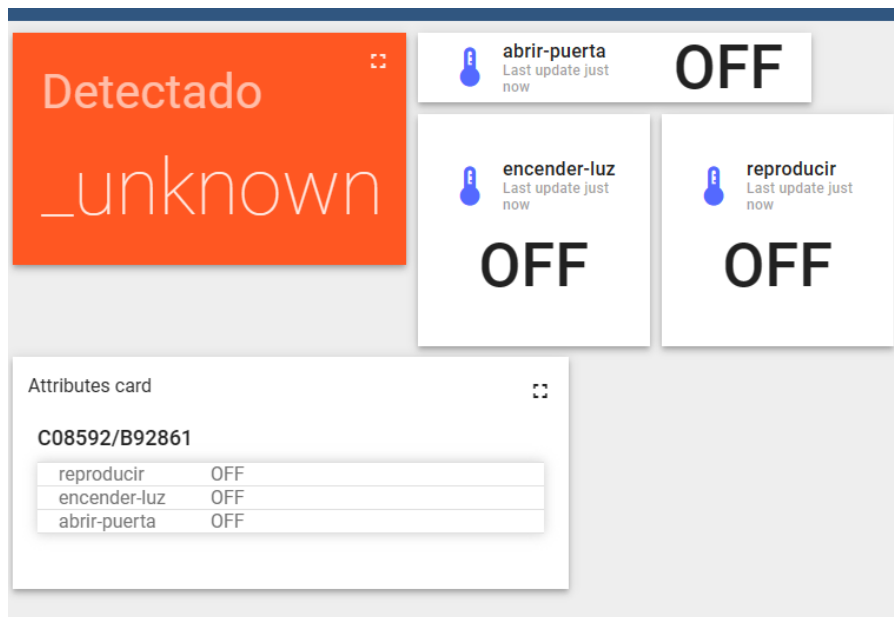 Detectado
_unknown
abrir-puerta
Last update just
now
OFF
encender-luz
Last update just
now
OFF
reproducir
Last update just
now
OFF
Attributes card
C08592/B92861
reproducir OFF
encender-luz OFF
abrir-puerta OFF